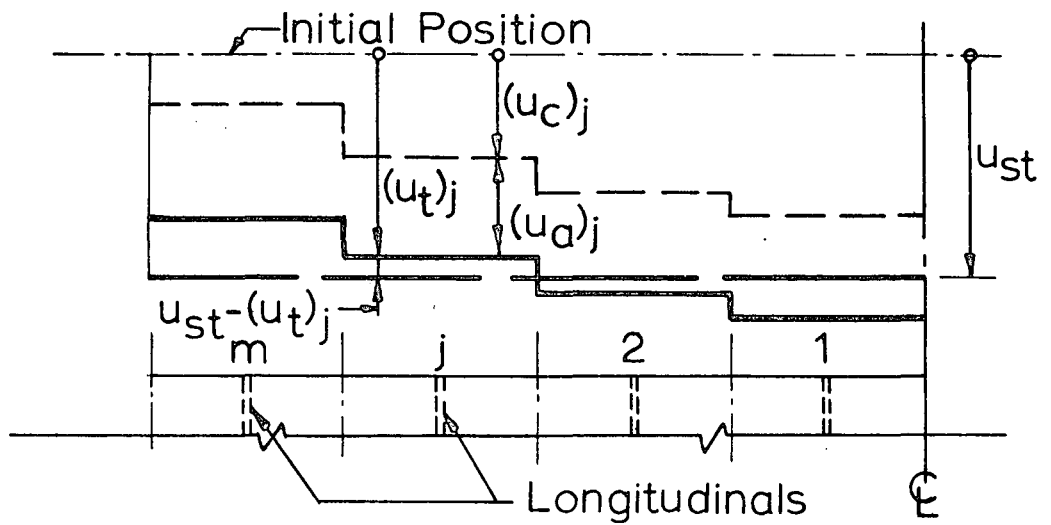 Initial Position
(u_c)_j
u_st
(u_t)_j
(u_a)_j
u_st-(u_t)_j
m j 2 1
Longitudinals
℄